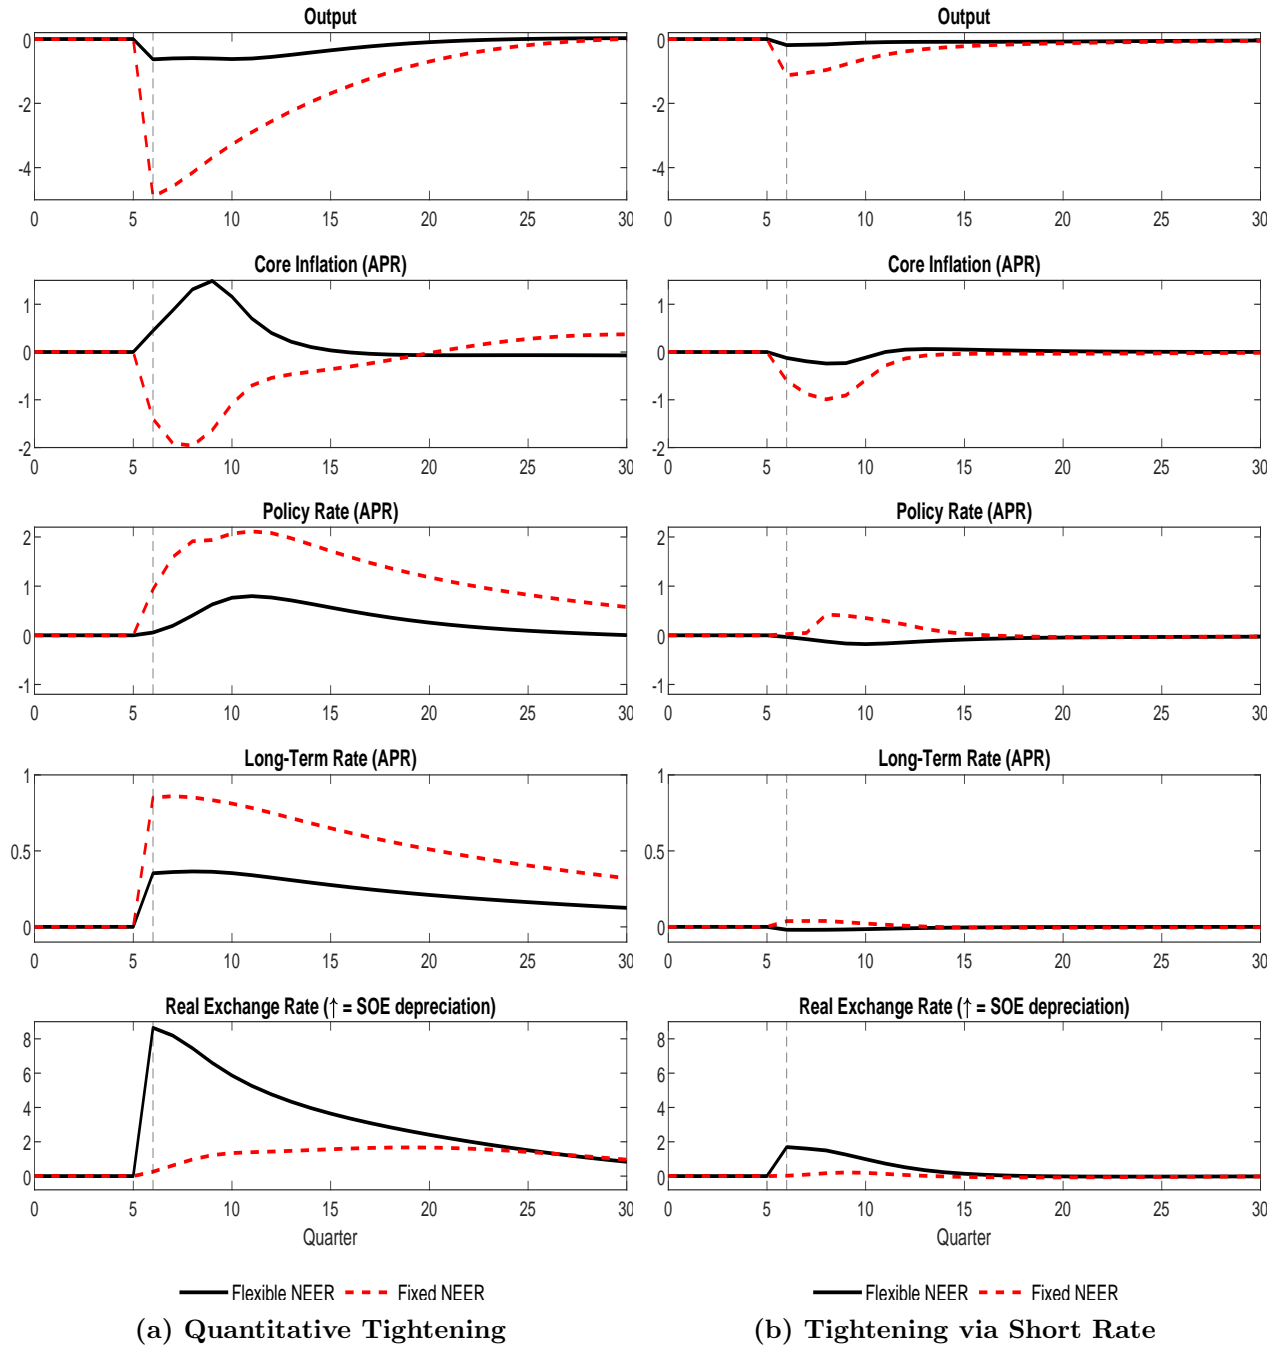 Output
0
-2
-4
0 5 10 15 20 25 30
Core Inflation (APR)
1
0
-1
-2
0 5 10 15 20 25 30
Policy Rate (APR)
2
1
0
-1
0 5 10 15 20 25 30
Long-Term Rate (APR)
1
0.5
0
0 5 10 15 20 25 30
Real Exchange Rate (↑ = SOE depreciation)
8
6
4
2
0
0 5 10 15 20 25 30
Quarter
Flexible NEER Fixed NEER
(a) Quantitative Tightening
Output
0
-2
-4
0 5 10 15 20 25 30
Core Inflation (APR)
1
0
-1
-2
0 5 10 15 20 25 30
Policy Rate (APR)
2
1
0
-1
0 5 10 15 20 25 30
Long-Term Rate (APR)
1
0.5
0
0 5 10 15 20 25 30
Real Exchange Rate (↑ = SOE depreciation)
8
6
4
2
0
0 5 10 15 20 25 30
Quarter
Flexible NEER Fixed NEER
(b) Tightening via Short Rate